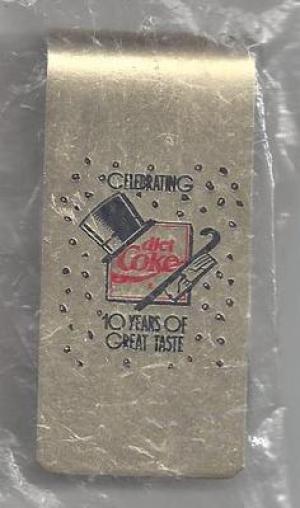 CELEBRATING
diet
Coke
10 YEARS OF
GREAT TASTE